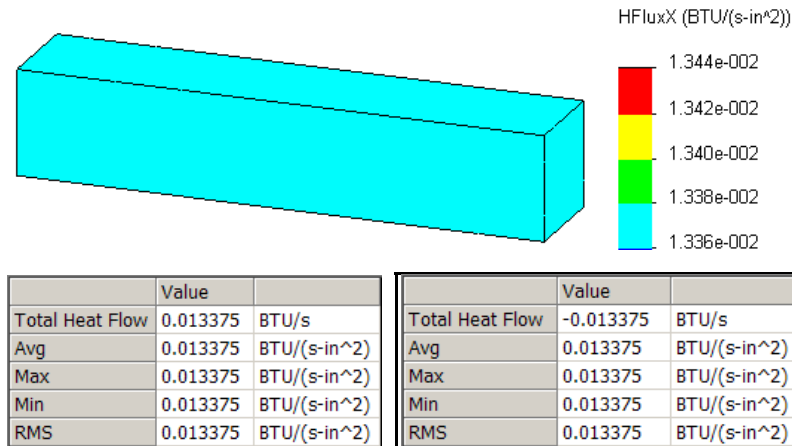 HFluxX (BTU/(s-in^2))
1.344e-002
1.342e-002
1.340e-002
1.338e-002
1.336e-002
Value
Total Heat Flow 0.013375 BTU/s
Avg 0.013375 BTU/(s-in^2)
Max 0.013375 BTU/(s-in^2)
Min 0.013375 BTU/(s-in^2)
RMS 0.013375 BTU/(s-in^2)
Value
Total Heat Flow -0.013375 BTU/s
Avg 0.013375 BTU/(s-in^2)
Max 0.013375 BTU/(s-in^2)
Min 0.013375 BTU/(s-in^2)
RMS 0.013375 BTU/(s-in^2)